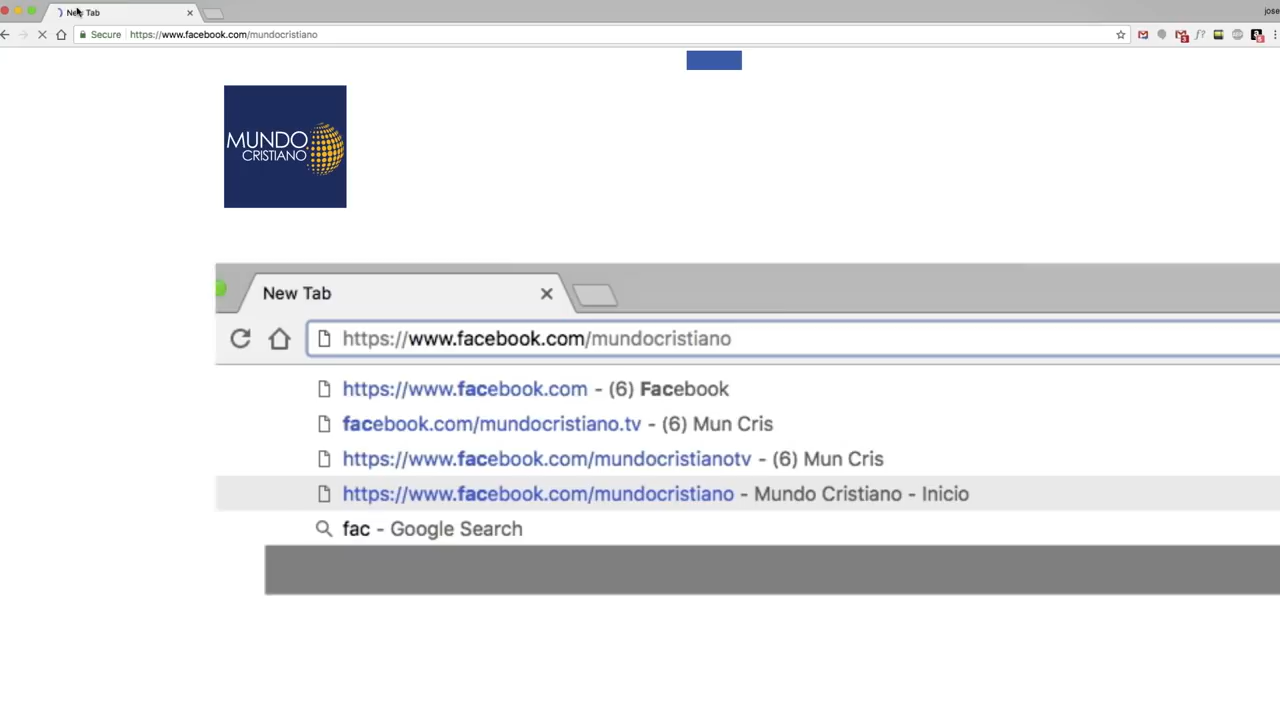 New Tab
jose
Secure https://www.facebook.com/mundocristiano
MUNDO
CRISTIANO
New Tab
https://www.facebook.com/mundocristiano
https://www.facebook.com - (6) Facebook
facebook.com/mundocristiano.tv - (6) Mun Cris
https://www.facebook.com/mundocristianotv - (6) Mun Cris
https://www.facebook.com/mundocristiano - Mundo Cristiano - Inicio
fac - Google Search